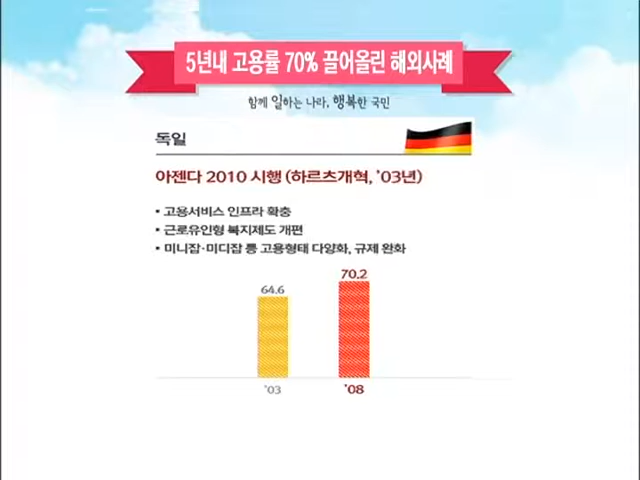 5년내 고용률 70% 끌어올린 해외사례
함께 일하는 나라, 행복한 국민
독일
아젠다 2010 시행 (하르츠개혁, '03년)
• 고용서비스 인프라 확충
• 근로유인형 복지제도 개편
• 미니잡·미디잡 등 고용형태 다양화, 규제 완화
70.2
64.6
'03
'08